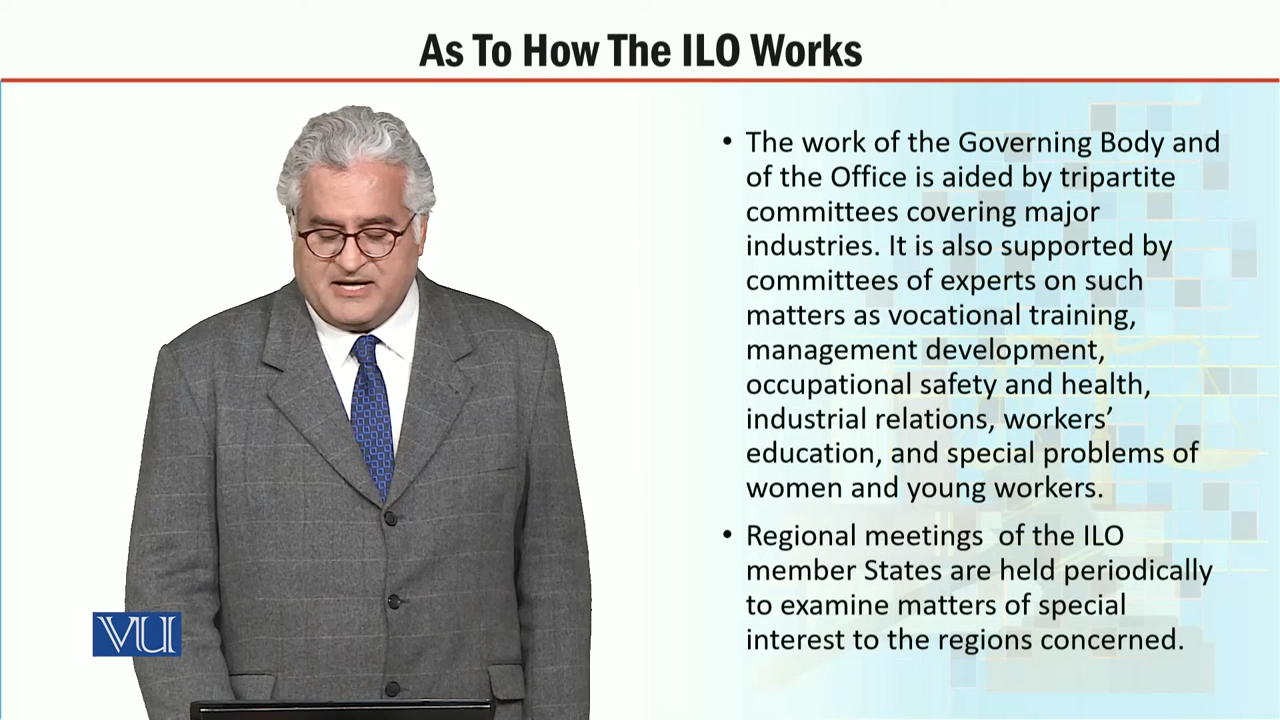 As To How The ILO Works
• The work of the Governing Body and
of the Office is aided by tripartite
committees covering major
industries. It is also supported by
committees of experts on such
matters as vocational training,
management development,
occupational safety and health,
industrial relations, workers’
education, and special problems of
women and young workers.
• Regional meetings  of the ILO
member States are held periodically
to examine matters of special
interest to the regions concerned.
VU